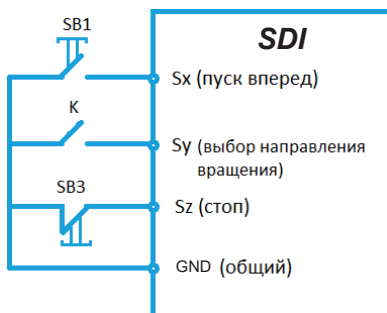 SB1
SDI
Sx (пуск вперед)
K
Sy (выбор направления
вращения)
SB3
Sz (стоп)
GND (общий)